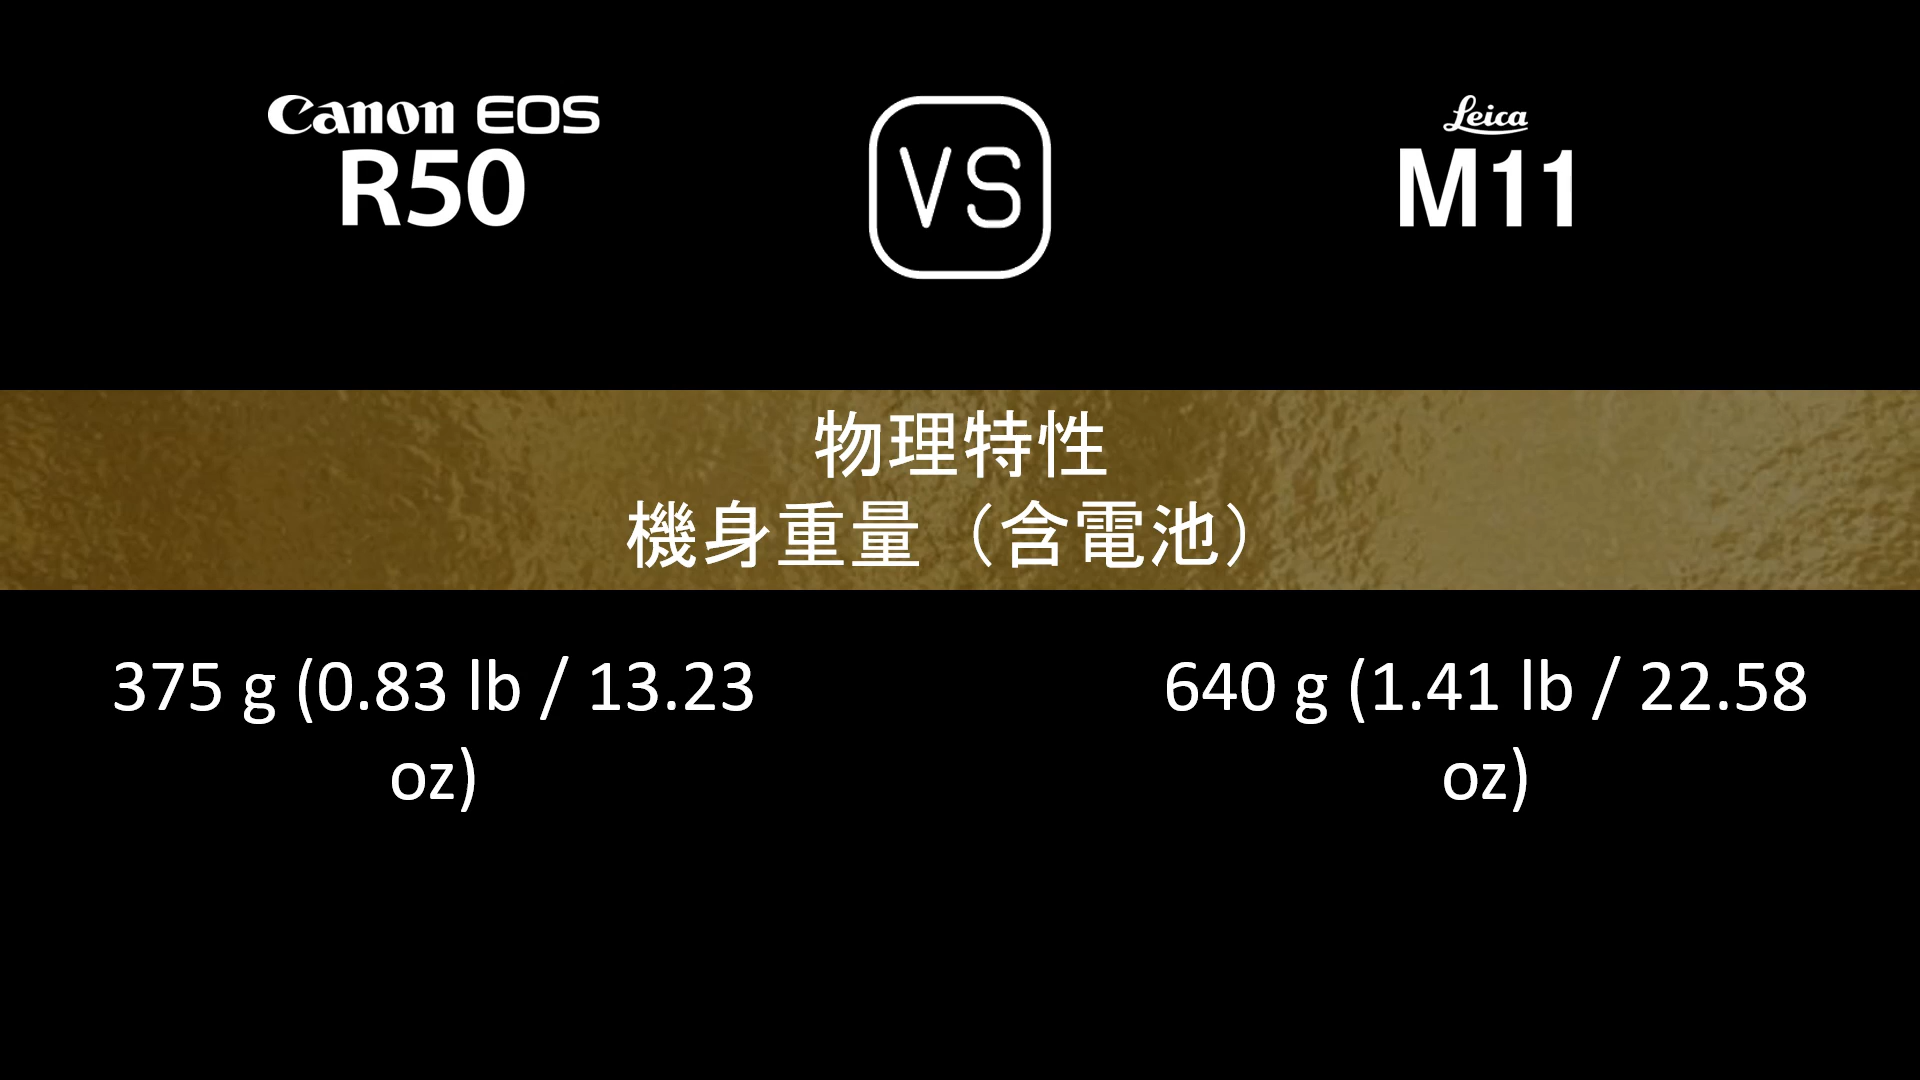 Canon EOS
R50
VS
Leica
M11
物理特性
機身重量（含電池）
375 g (0.83 lb / 13.23
oz)
640 g (1.41 lb / 22.58
oz)